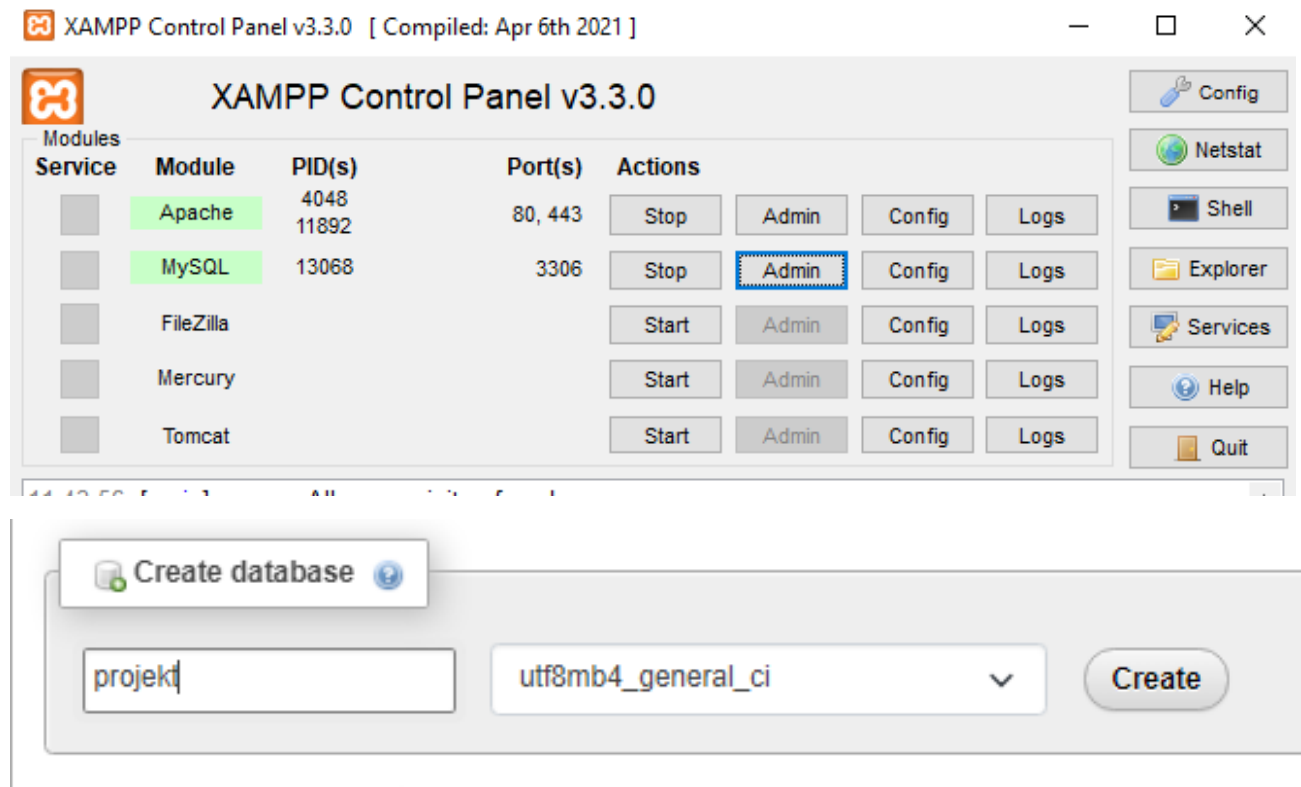 XAMPP Control Panel v3.3.0 [ Compiled: Apr 6th 2021 ]
XAMPP Control Panel v3.3.0
Config
Modules
Service Module PID(s) Port(s) Actions
Netstat
Apache 4048 11892 80, 443 Stop Admin Config Logs
Shell
MySQL 13068 3306 Stop Admin Config Logs
Explorer
FileZilla Start Admin Config Logs
Services
Mercury Start Admin Config Logs
Help
Tomcat Start Admin Config Logs
Quit
Create database
projekt utf8mb4_general_ci Create